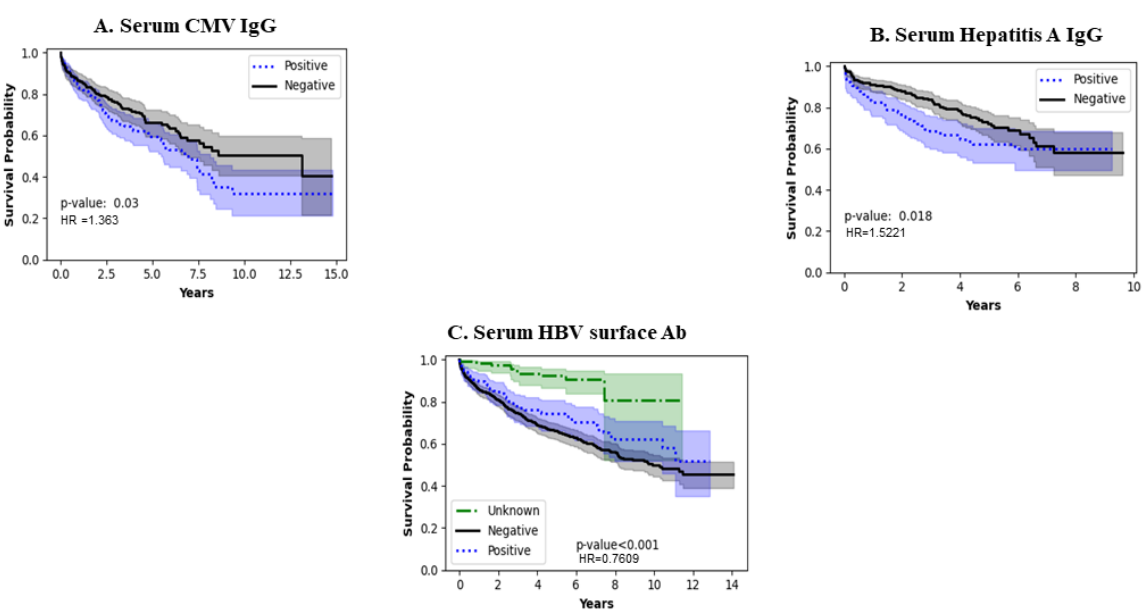 A. Serum CMV IgG
Survival Probability
1.0
0.8
0.6
0.4
0.2
0.0
Positive
Negative
p-value: 0.03
HR =1.363
0.0 2.5 5.0 7.5 10.0 12.5 15.0
Years
B. Serum Hepatitis A IgG
Survival Probability
1.0
0.8
0.6
0.4
0.2
0.0
Positive
Negative
p-value: 0.018
HR=1.5221
0 2 4 6 8 10
Years
C. Serum HBV surface Ab
Survival Probability
1.0
0.8
0.6
0.4
0.2
0.0
Unknown
Negative
Positive
p-value<0.001
HR=0.7609
0 2 4 6 8 10 12 14
Years